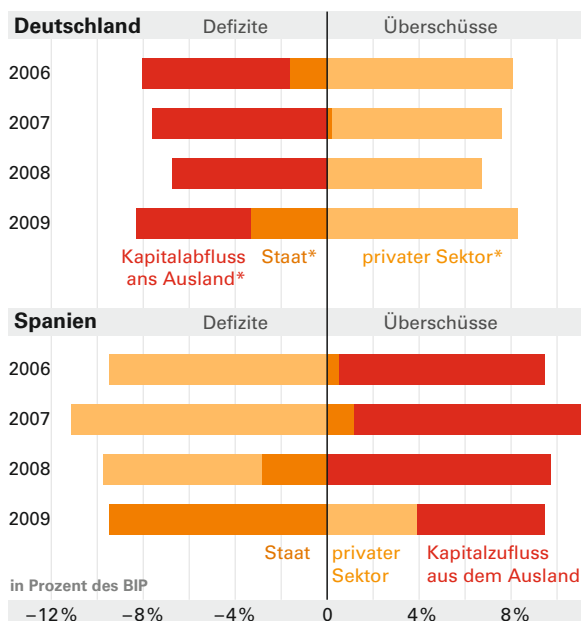 Deutschland Defizite Überschüsse
2006
2007
2008
2009
Kapitalabfluss Staat* privater Sektor*
ans Ausland*
Spanien Defizite Überschüsse
2006
2007
2008
2009
Staat privater Kapitalzufluss
Sektor aus dem Ausland
in Prozent des BIP
−12 % −8 % −4 % 0 4 % 8 %